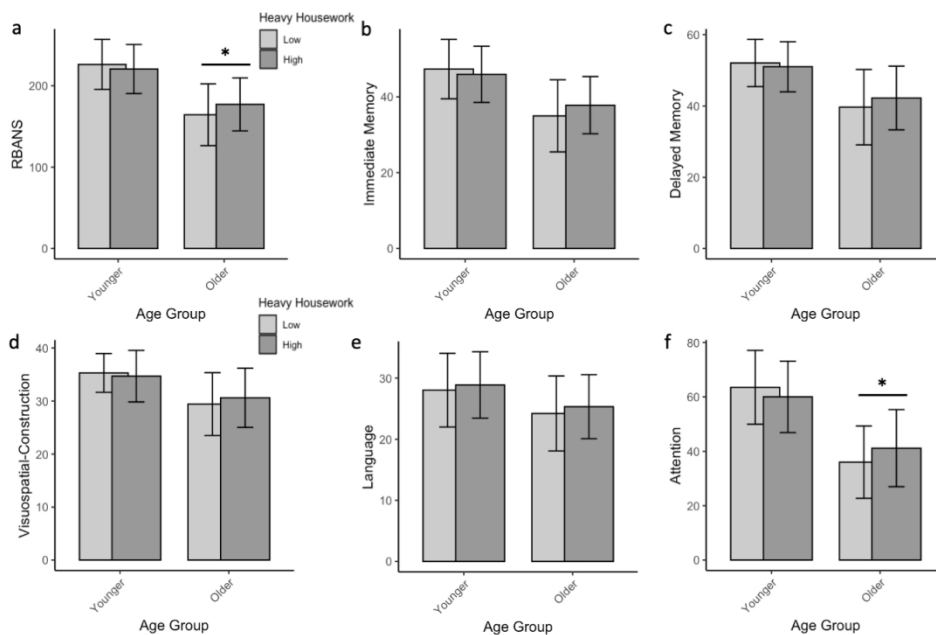 a
RBANS
200
100
0
Younger
Older
Age Group
Heavy Housework
Low
High
*
b
Immediate Memory
40
20
0
Younger
Older
Age Group
c
Delayed Memory
60
40
20
0
Younger
Older
Age Group
d
Visuospatial-Construction
40
30
20
10
0
Younger
Older
Age Group
Heavy Housework
Low
High
e
Language
30
20
10
0
Younger
Older
Age Group
f
Attention
80
60
40
20
0
Younger
Older
Age Group
*